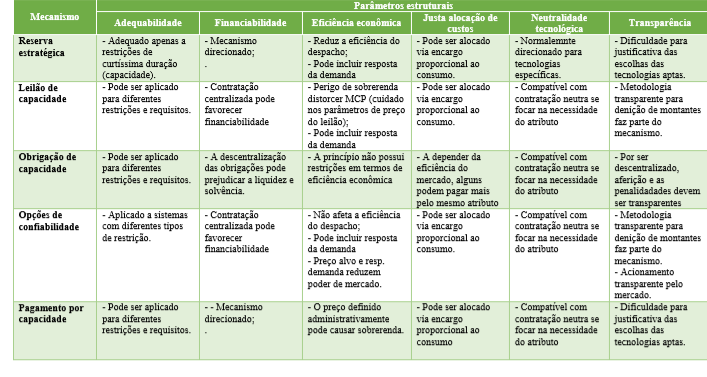 Mecanismo
Parâmetros estruturais
Adequabilidade
Financiabilidade
Eficiência econômica
Justa alocação de
custos
Neutralidade
tecnológica
Transparência
Reserva
estratégica
- Adequado apenas a
restrições de
curtíssima duração
(capacidade).
- Mecanismo
direcionado;
.
- Reduz a eficiência do
despacho;
- Pode incluir resposta
da demanda
- Pode ser alocado
via encargo
proporcional ao
consumo.
- Normalemnte
direcionado para
tecnologias
específicas.
- Dificuldade para
justificativa das
escolhas das
tecnologias aptas.
Leilão de
capacidade
- Pode ser aplicado
para diferentes
restrições e requisitos.
- Contratação
centralizada pode
favorecer
financiabilidade
- Perigo de sobrerenda
distorcer MCP (cuidado
nos parâmetros de preço
do leilão);
- Pode incluir resposta
da demanda
- Pode ser alocado
via encargo
proporcional ao
consumo.
- Compatível com
contratação neutra se
focar na necessidade
do atributo
- Metodologia
transparente para
denição de montantes
faz parte do
mecanismo.
Obrigação de
capacidade
- Pode ser aplicado
para diferentes
restrições e requisitos.
- A descentralização
das obrigações pode
prejudicar a liquidez e
solvência.
- A princípio não possui
restrições em termos de
eficiência econômica
- A depender da
eficiência do
mercado, alguns
podem pagar mais
pelo mesmo atributo
- Compatível com
contratação neutra se
focar na necessidade
do atributo
- Por ser
descentralizado,
aferição e as
penalidadades devem
ser transparentes
Opções de
confiabilidade
- Aplicado a sistemas
com diferentes tipos
de restrição.
- Contratação
centralizada pode
favorecer
financiabilidade
- Não afeta a eficiência
do despacho;
- Pode incluir resposta
da demanda
- Preço alvo e resp.
demanda reduzem
poder de mercado.
- Pode ser alocado
via encargo
proporcional ao
consumo.
- Compatível com
contratação neutra se
focar na necessidade
do atributo
- Metodologia
transparente para
denição de montantes
faz parte do
mecanismo.
- Acionamento
transparente pelo
mercado.
Pagamento por
capacidade
- Pode ser aplicado
para diferentes
restrições e requisitos.
- - Mecanismo
direcionado;
.
- O preço definido
administrativamente
pode causar sobrerenda.
- Pode ser alocado
via encargo
proporcional ao
consumo
- Compatível com
contratação neutra se
focar na necessidade
do atributo
- Dificuldade para
justificativa das
escolhas das
tecnologias aptas.